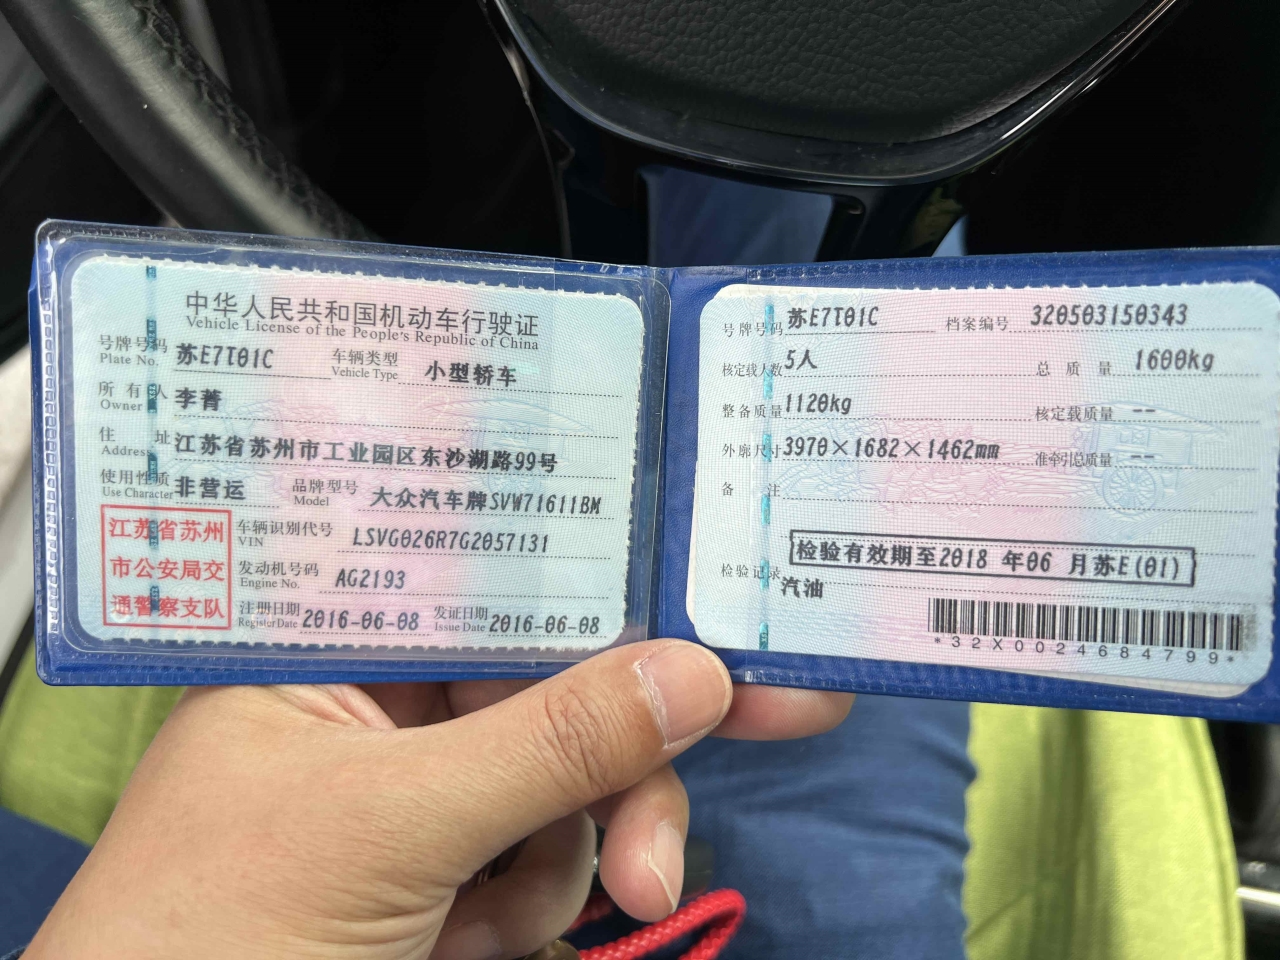 中华人民共和国机动车行驶证
Vehicle License of the People's Republic of China
号牌号码 苏E7T01C 车辆类型 小型轿车
Plate No. Vehicle Type
所有人 李菁
Owner
住址 江苏省苏州市工业园区东沙湖路99号
Address
使用性质 非营运 品牌型号 大众汽车牌SVW71611BM
Use Character Model
江苏省苏州
市公安局交
通警察支队
车辆识别代号 LSVG026R7G2057131
VIN
发动机号码 AG2193
Engine No.
注册日期 2016-06-08 发证日期 2016-06-08
Register Date Issue Date
号牌号码 苏E7T01C 档案编号 320503150343
核定载人数 5人 总质量 1600kg
整备质量 1120kg 核定载质量 --
外廓尺寸 3970×1682×1462mm 准牵引总质量 --
备注
检验有效期至2018 年06 月苏E(01)
检验记录
汽油
*32X0024684799*